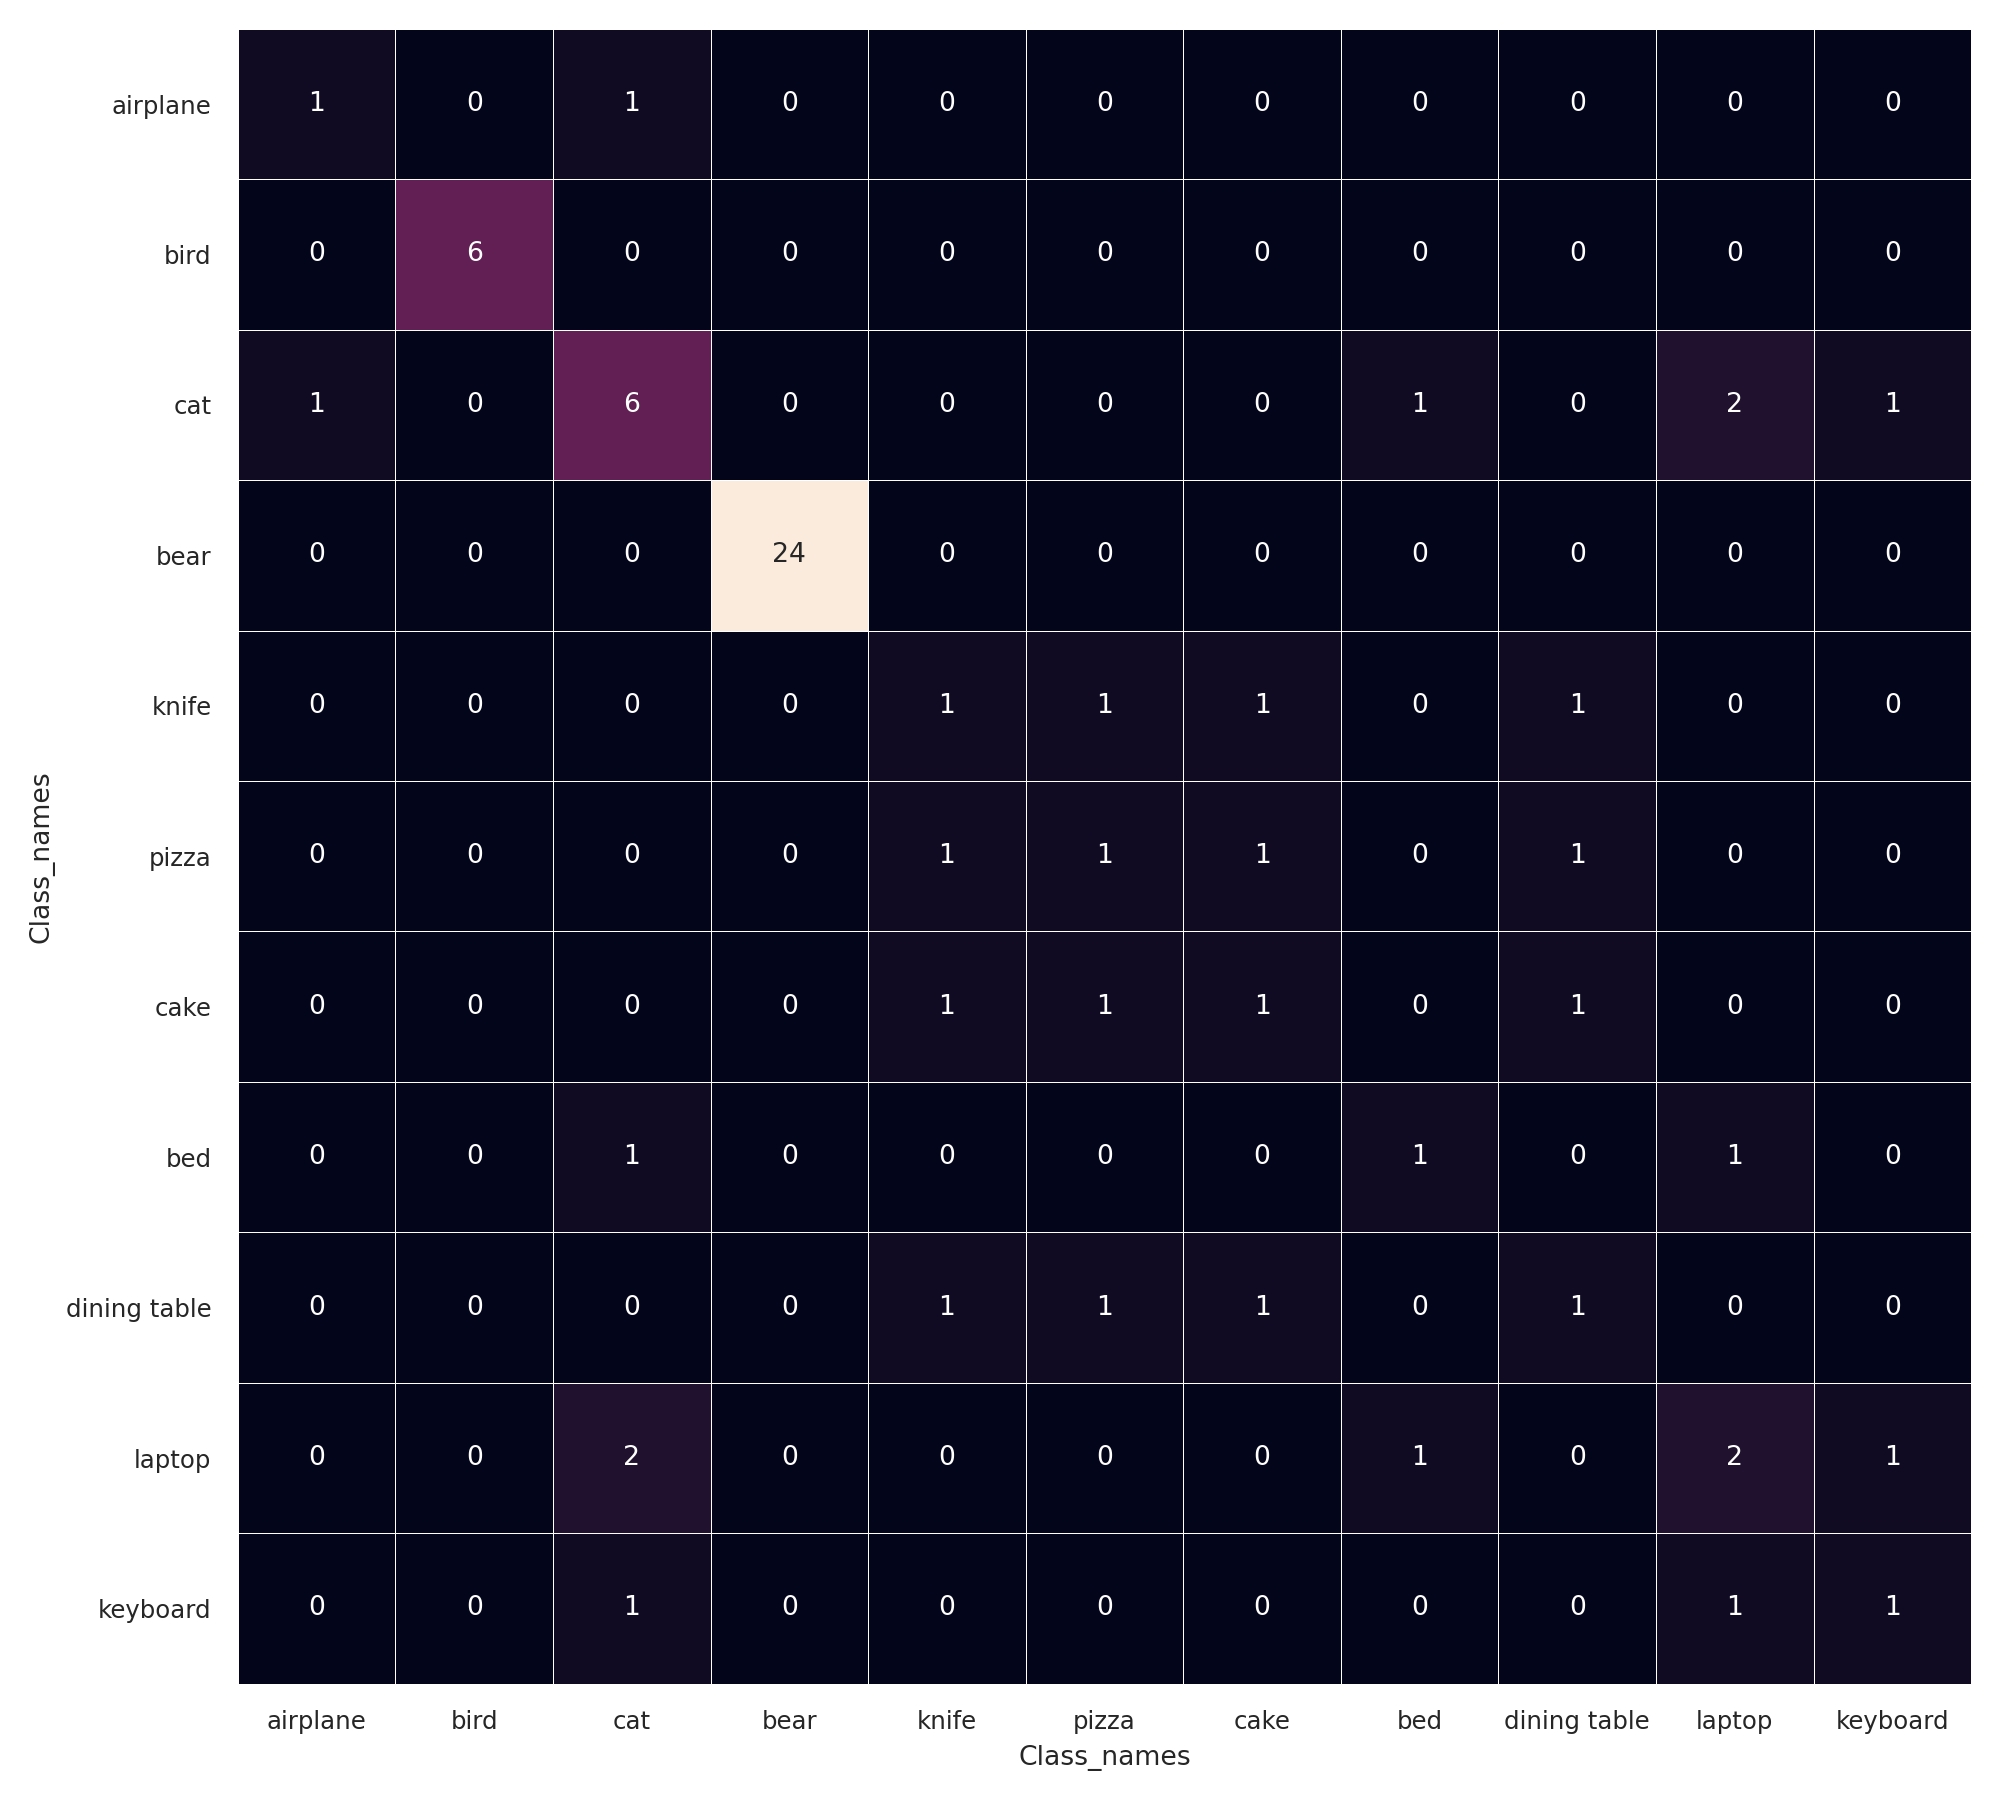 airplane 1 0 1 0 0 0 0 0 0 0 0
bird 0 6 0 0 0 0 0 0 0 0 0
cat 1 0 6 0 0 0 0 1 0 2 1
bear 0 0 0 24 0 0 0 0 0 0 0
knife 0 0 0 0 1 1 1 0 1 0 0
pizza 0 0 0 0 1 1 1 0 1 0 0
cake 0 0 0 0 1 1 1 0 1 0 0
bed 0 0 1 0 0 0 0 1 0 1 0
dining table 0 0 0 0 1 1 1 0 1 0 0
laptop 0 0 2 0 0 0 0 1 0 2 1
keyboard 0 0 1 0 0 0 0 0 0 1 1
airplane bird cat bear knife pizza cake bed dining table laptop keyboard
Class_names
Class_names